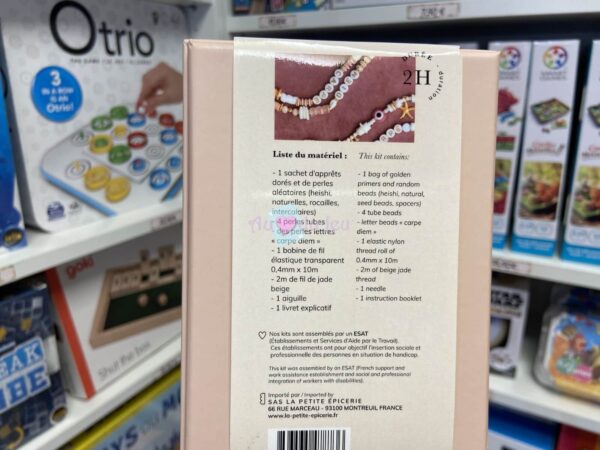 Otrio
3
IN A ROW IS AN
Otrio!
goki
Shut the box
DURÉE
2H
duration
Liste du matériel :
- 1 sachet d'apprêts
dorés et de perles
aléatoires (heishi,
naturelles, rocailles,
intercalaires)
- 4 perles tubes
perles lettres
« carpe diem »
- 1 bobine de fil
élastique transparent
0,4mm x 10m
- 2m de fil de jade
beige
- 1 aiguille
- 1 livret explicatif
This kit contains:
- 1 bag of golden
primers and random
beads (heishi, natural,
seed beads, spacers)
- 4 tube beads
- letter beads « carpe
diem »
- 1 elastic nylon
thread roll of
0.4mm x 10m
- 2m of beige jade
thread
- 1 needle
- 1 instruction booklet
Nos kits sont assemblés par un ESAT
(Établissements et Services d'Aide par le Travail).
Ces établissements ont pour objectif l'insertion sociale et
professionnelle des personnes en situation de handicap.
This kit was assembled by an ESAT (French support and
work assistance establishment and social and professional
integration of workers with disabilities).
Importé par / Imported by
SAS LA PETITE ÉPICERIE
66 RUE MARCEAU - 93100 MONTREUIL FRANCE
www.la-petite-epicerie.fr